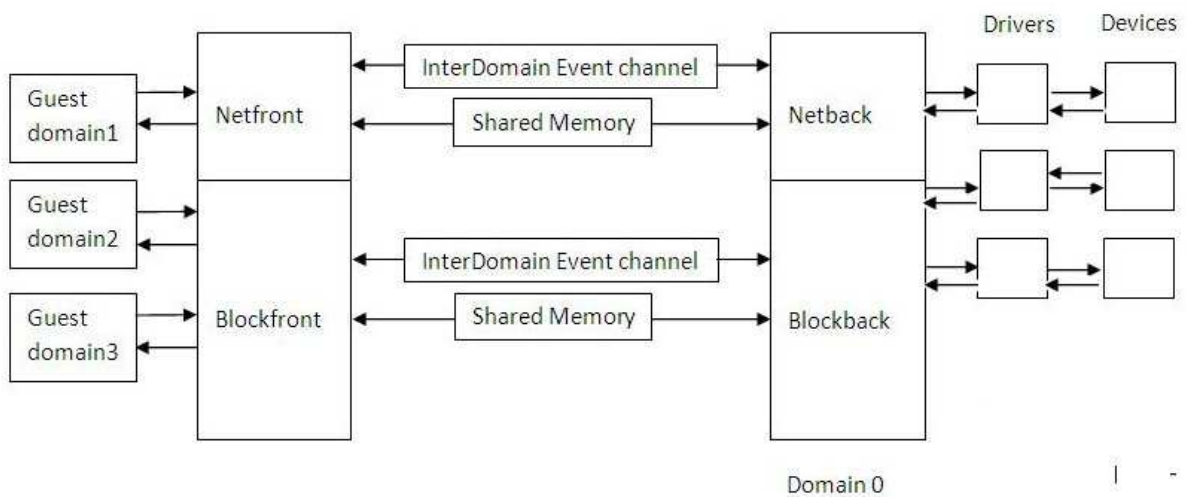 Drivers Devices
Guest
domain1
Netfront
InterDomain Event channel
Shared Memory
Netback
Guest
domain2
Guest
domain3
Blockfront
InterDomain Event channel
Shared Memory
Blockback
Domain 0